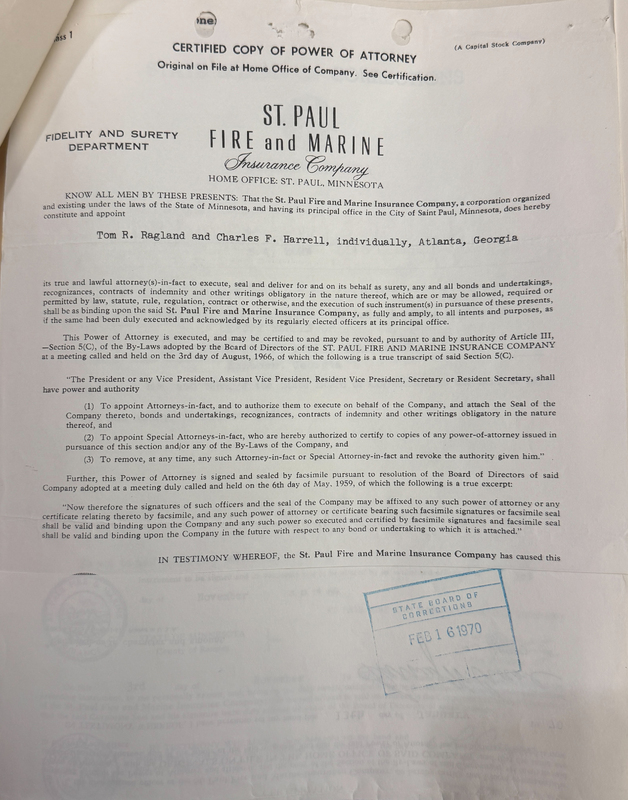 ass 1
one)
CERTIFIED COPY OF POWER OF ATTORNEY
(A Capital Stock Company)
Original on File at Home Office of Company. See Certification.
ST. PAUL
FIRE and MARINE
Insurance Company
FIDELITY AND SURETY
DEPARTMENT
HOME OFFICE: ST. PAUL, MINNESOTA
KNOW ALL MEN BY THESE PRESENTS: That the St. Paul Fire and Marine Insurance Company, a corporation organized
and existing under the laws of the State of Minnesota, and having its principal office in the City of Saint Paul, Minnesota, does hereby
constitute and appoint
Tom R. Ragland and Charles F. Harrell, individually, Atlanta, Georgia
its true and lawful attorney(s)-in-fact to execute, seal and deliver for and on its behalf as surety, any and all bonds and undertakings,
recognizances, contracts of indemnity and other writings obligatory in the nature thereof, which are or may be allowed, required or
permitted by law, statute, rule, regulation, contract or otherwise, and the execution of such instrument(s) in pursuance of these presents,
shall be as binding upon the said St. Paul Fire and Marine Insurance Company, as fully and amply, to all intents and purposes, as
if the same had been duly executed and acknowledged by its regularly elected officers at its principal office.
This Power of Attorney is executed, and may be certified to and may be revoked, pursuant to and by authority of Article III,
—Section 5(C), of the By-Laws adopted by the Board of Directors of the ST. PAUL FIRE AND MARINE INSURANCE COMPANY
at a meeting called and held on the 3rd day of August, 1966, of which the following is a true transcript of said Section 5(C).
"The President or any Vice President, Assistant Vice President, Resident Vice President, Secretary or Resident Secretary, shall
have power and authority
(1) To appoint Attorneys-in-fact, and to authorize them to execute on behalf of the Company, and attach the Seal of the
Company thereto, bonds and undertakings, recognizances, contracts of indemnity and other writings obligatory in the nature
thereof, and
(2) To appoint Special Attorneys-in-fact, who are hereby authorized to certify to copies of any power-of-attorney issued in
pursuance of this section and/or any of the By-Laws of the Company, and
(3) To remove, at any time, any such Attorney-in-fact or Special Attorney-in-fact and revoke the authority given him."
Further, this Power of Attorney is signed and sealed by facsimile pursuant to resolution of the Board of Directors of said
Company adopted at a meeting duly called and held on the 6th day of May. 1959, of which the following is a true excerpt:
"Now therefore the signatures of such officers and the seal of the Company may be affixed to any such power of attorney or any
certificate relating thereto by facsimile, and any such power of attorney or certificate bearing such facsimile signatures or facsimile seal
shall be valid and binding upon the Company and any such power so executed and certified by facsimile signatures and facsimile seal
shall be valid and binding upon the Company in the future with respect to any bond or undertaking to which it is attached."
IN TESTIMONY WHEREOF, the St. Paul Fire and Marine Insurance Company has caused this
STATE BOARD OF
CORRECTIONS
FEB 16 1970